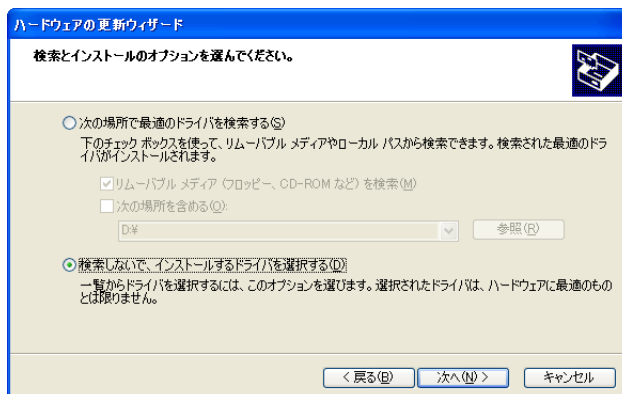 ハードウェアの更新ウィザード
検索とインストールのオプションを選んでください。
次の場所で最適のドライバを検索する(S)
下のチェック ボックスを使って、リムーバブル メディアやローカル パスから検索できます。検索された最適のドラ
イバがインストールされます。
リムーバブル メディア (フロッピー、CD-ROM など) を検索(M)
次の場所を含める(O):
D:¥
参照(R)
検索しないで、インストールするドライバを選択する(D)
一覧からドライバを選択するには、このオプションを選びます。選択されたドライバは、ハードウェアに最適のもの
とは限りません。
< 戻る(B)
次へ(N) >
キャンセル